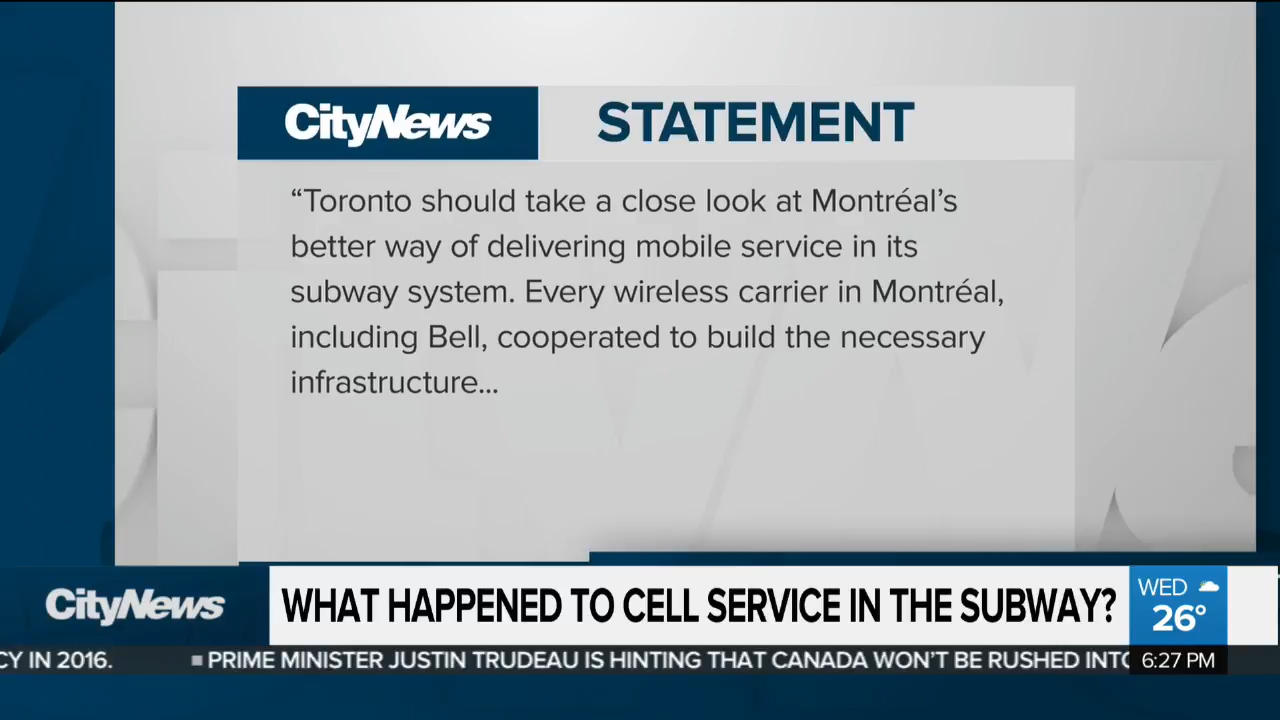 CityNews STATEMENT
“Toronto should take a close look at Montréal’s
better way of delivering mobile service in its
subway system. Every wireless carrier in Montréal,
including Bell, cooperated to build the necessary
infrastructure...
CityNews WHAT HAPPENED TO CELL SERVICE IN THE SUBWAY? WED
26°
CY IN 2016. ■ PRIME MINISTER JUSTIN TRUDEAU IS HINTING THAT CANADA WON’T BE RUSHED INTO 6:27 PM